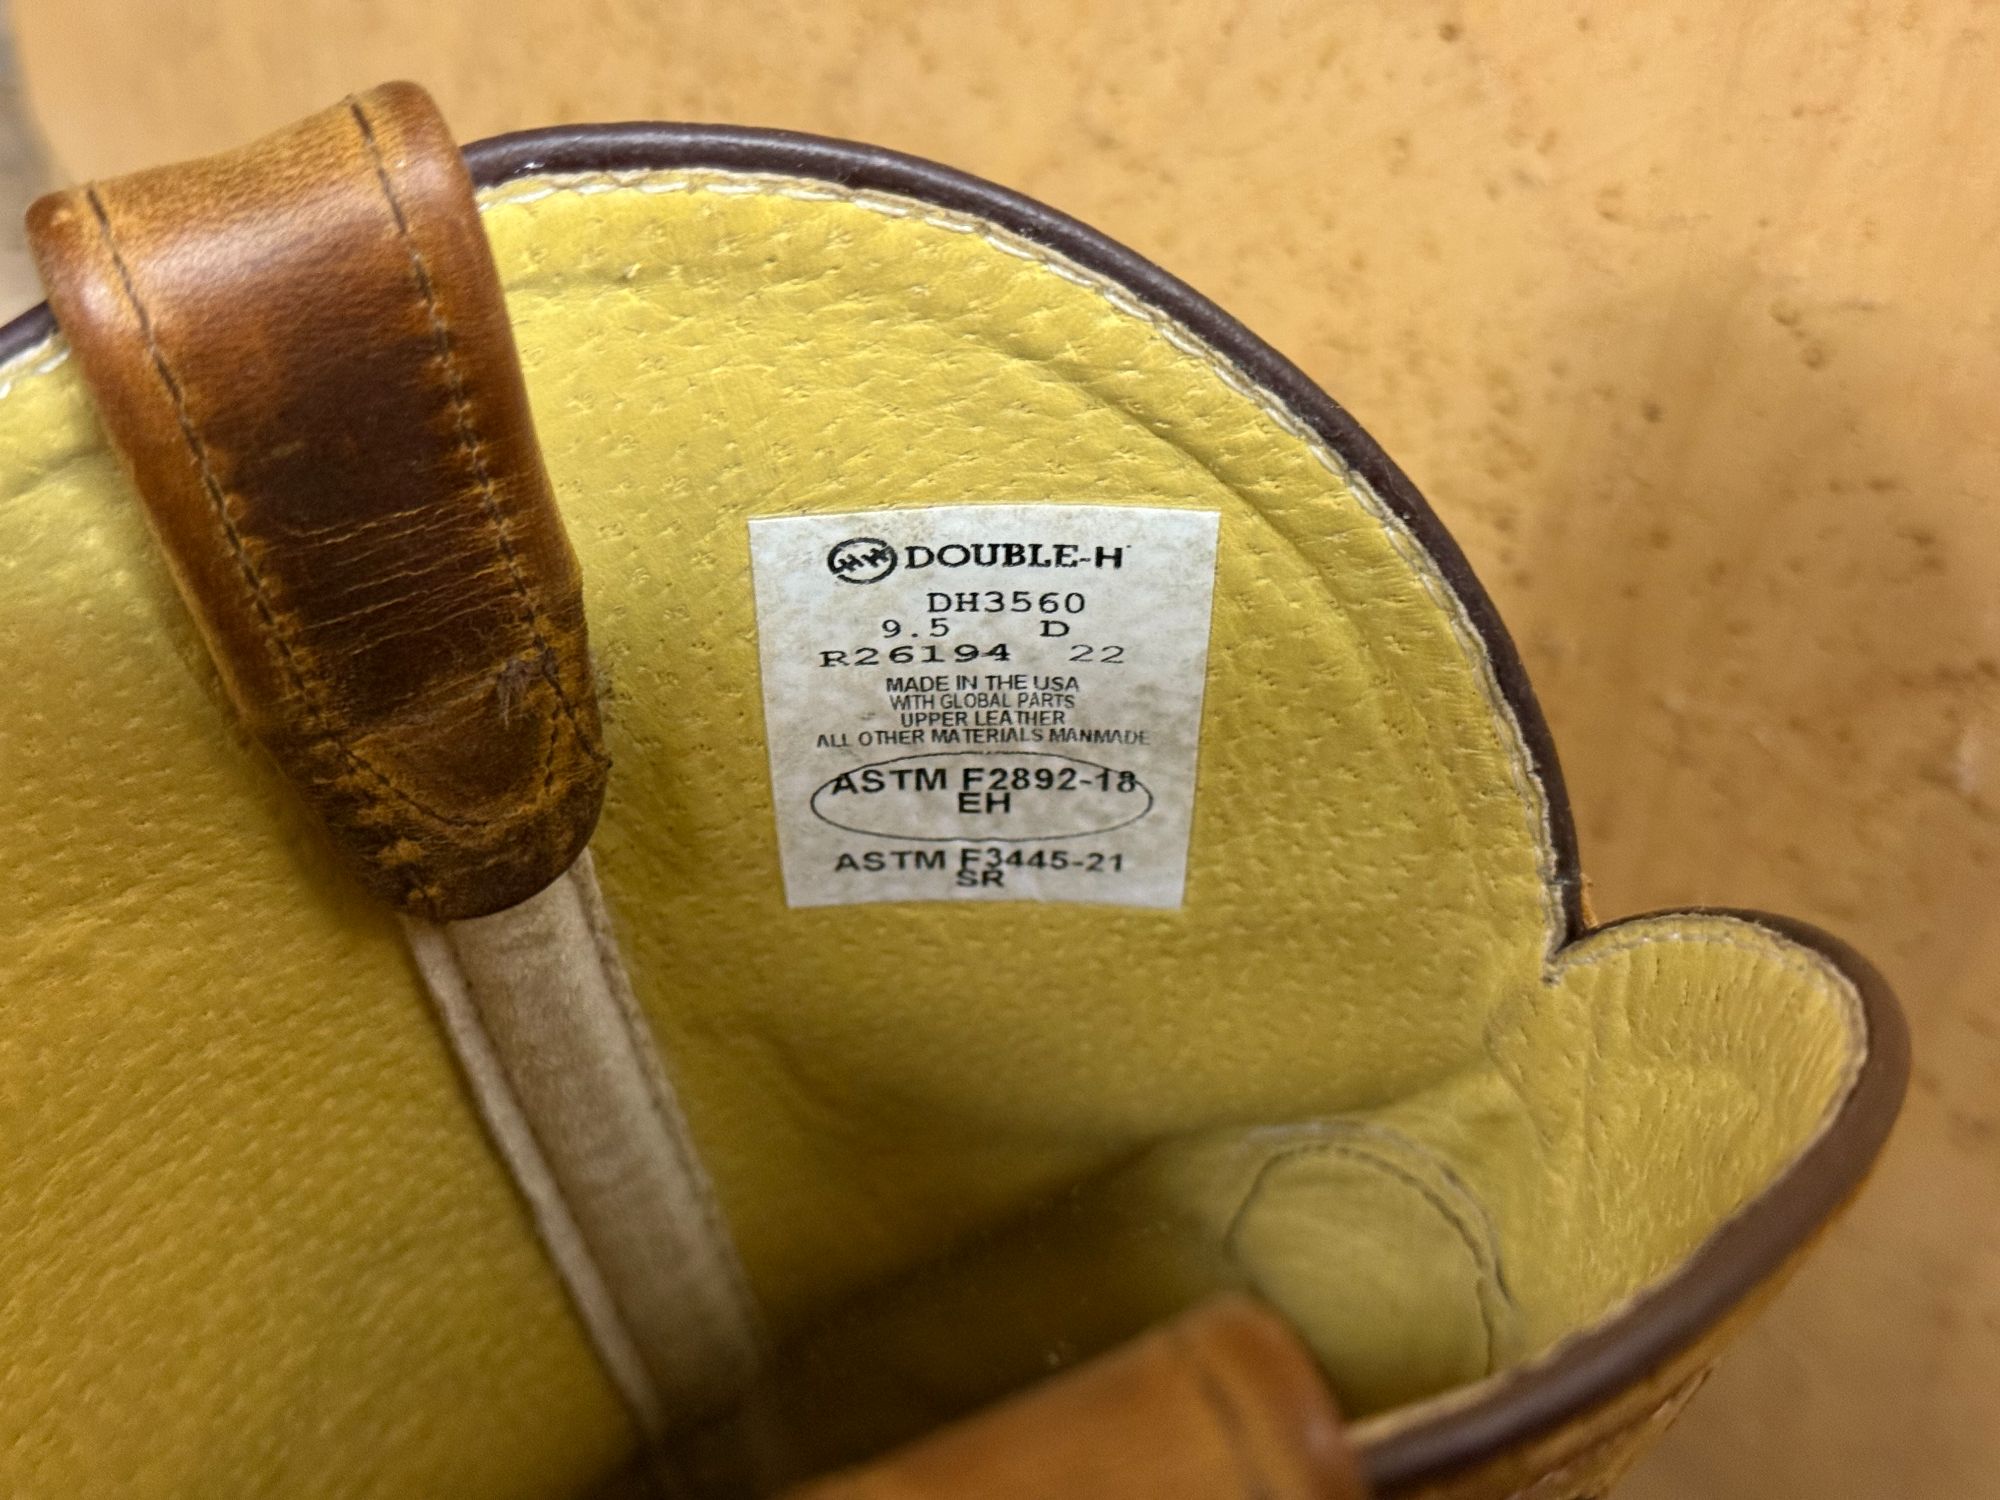 HH DOUBLE-H
DH3560
9.5 D
R26194 22
MADE IN THE USA
WITH GLOBAL PARTS
UPPER LEATHER
ALL OTHER MATERIALS MANMADE
ASTM F2892-18
EH
ASTM F3445-21
SR